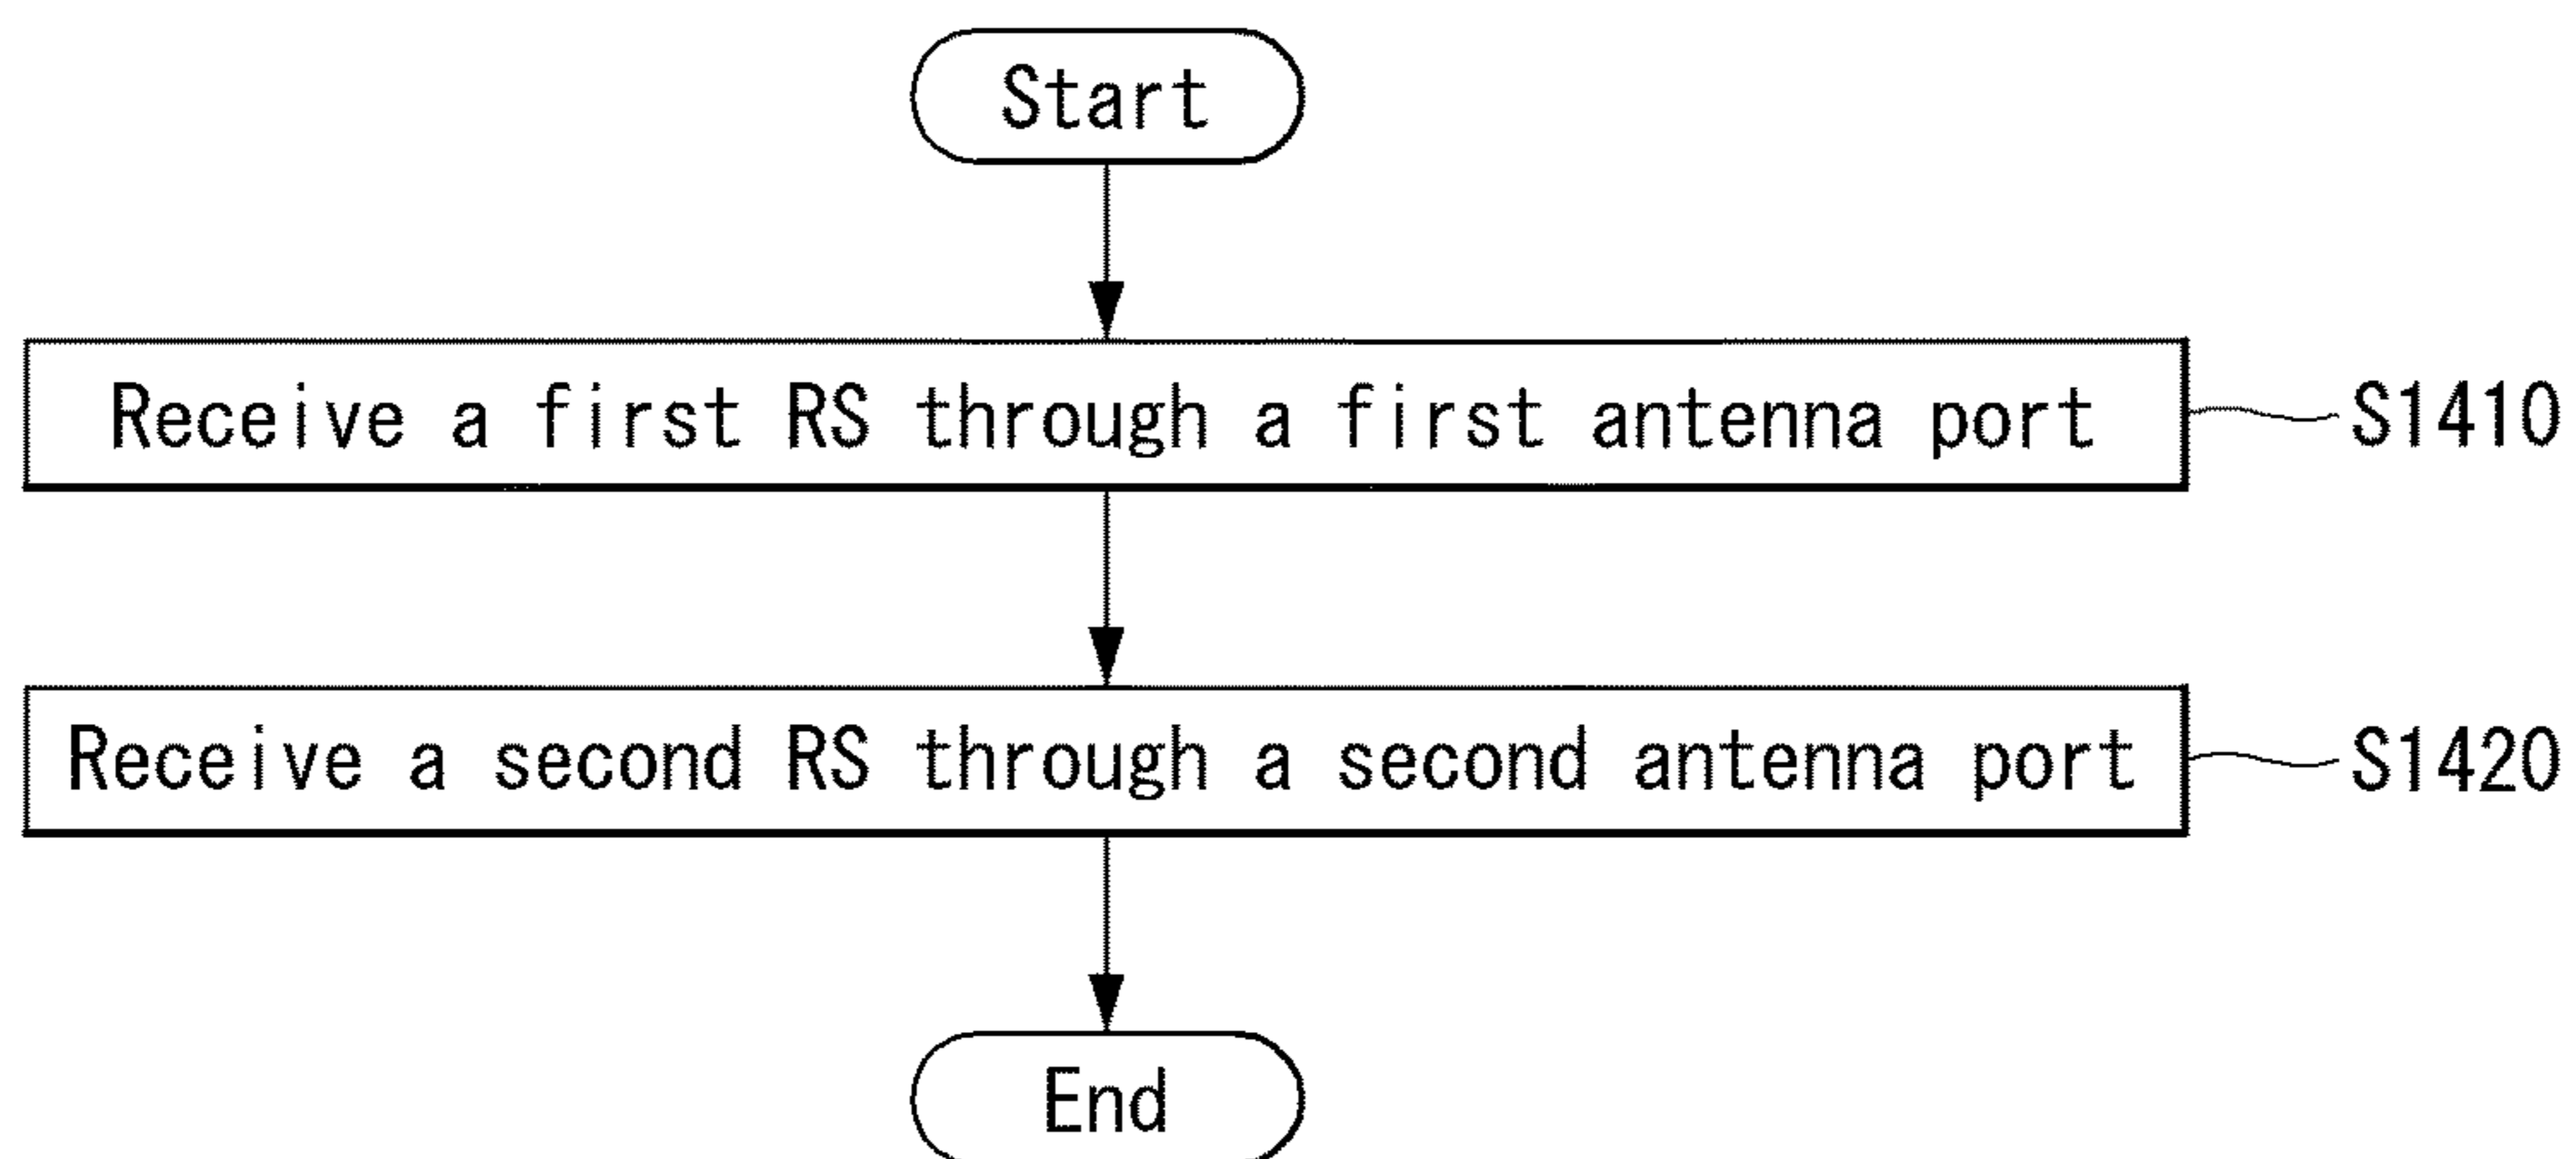 Start
Receive a first RS through a first antenna port
S1410
Receive a second RS through a second antenna port
S1420
End